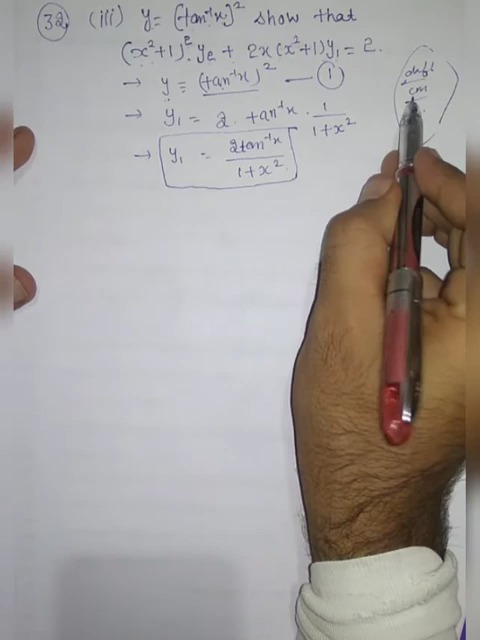 32, (iii) y = (tan⁻¹x)² show that
(x²+1)² y₂ + 2x(x²+1)y₁ = 2.
→ y = (tan⁻¹x)² — ①
→ y₁ = 2 · tan⁻¹x · 1/(1+x²)
→ y₁ = 2tan⁻¹x/(1+x²)